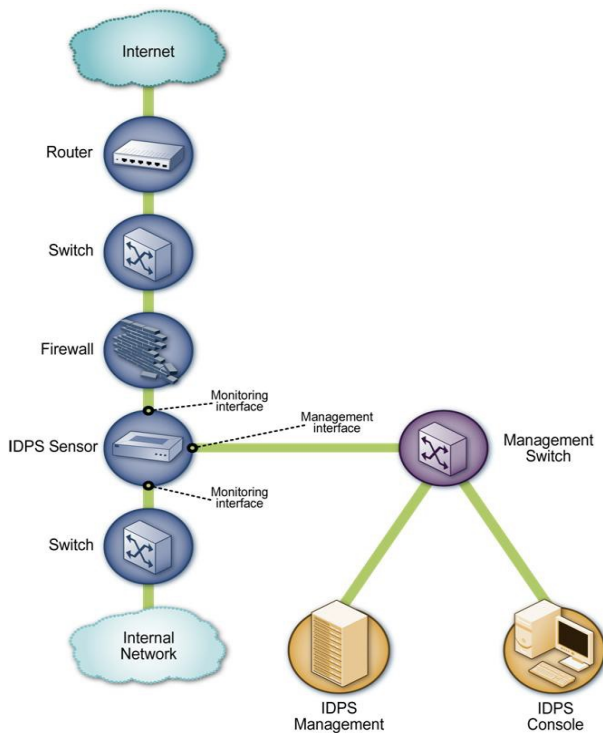 Internet
Router
Switch
Firewall
Monitoring
interface
Management
interface
IDPS Sensor
Management
Switch
Monitoring
interface
Switch
Internal
Network
IDPS
Management
IDPS
Console